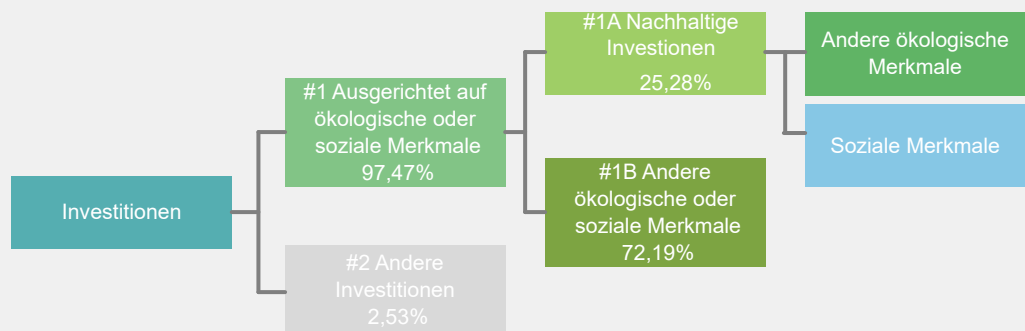 Investitionen
#1 Ausgerichtet auf
ökologische oder
soziale Merkmale
97,47%
#2 Andere
Investitionen
2,53%
#1A Nachhaltige
Investionen
25,28%
#1B Andere
ökologische oder
soziale Merkmale
72,19%
Andere ökologische
Merkmale
Soziale Merkmale